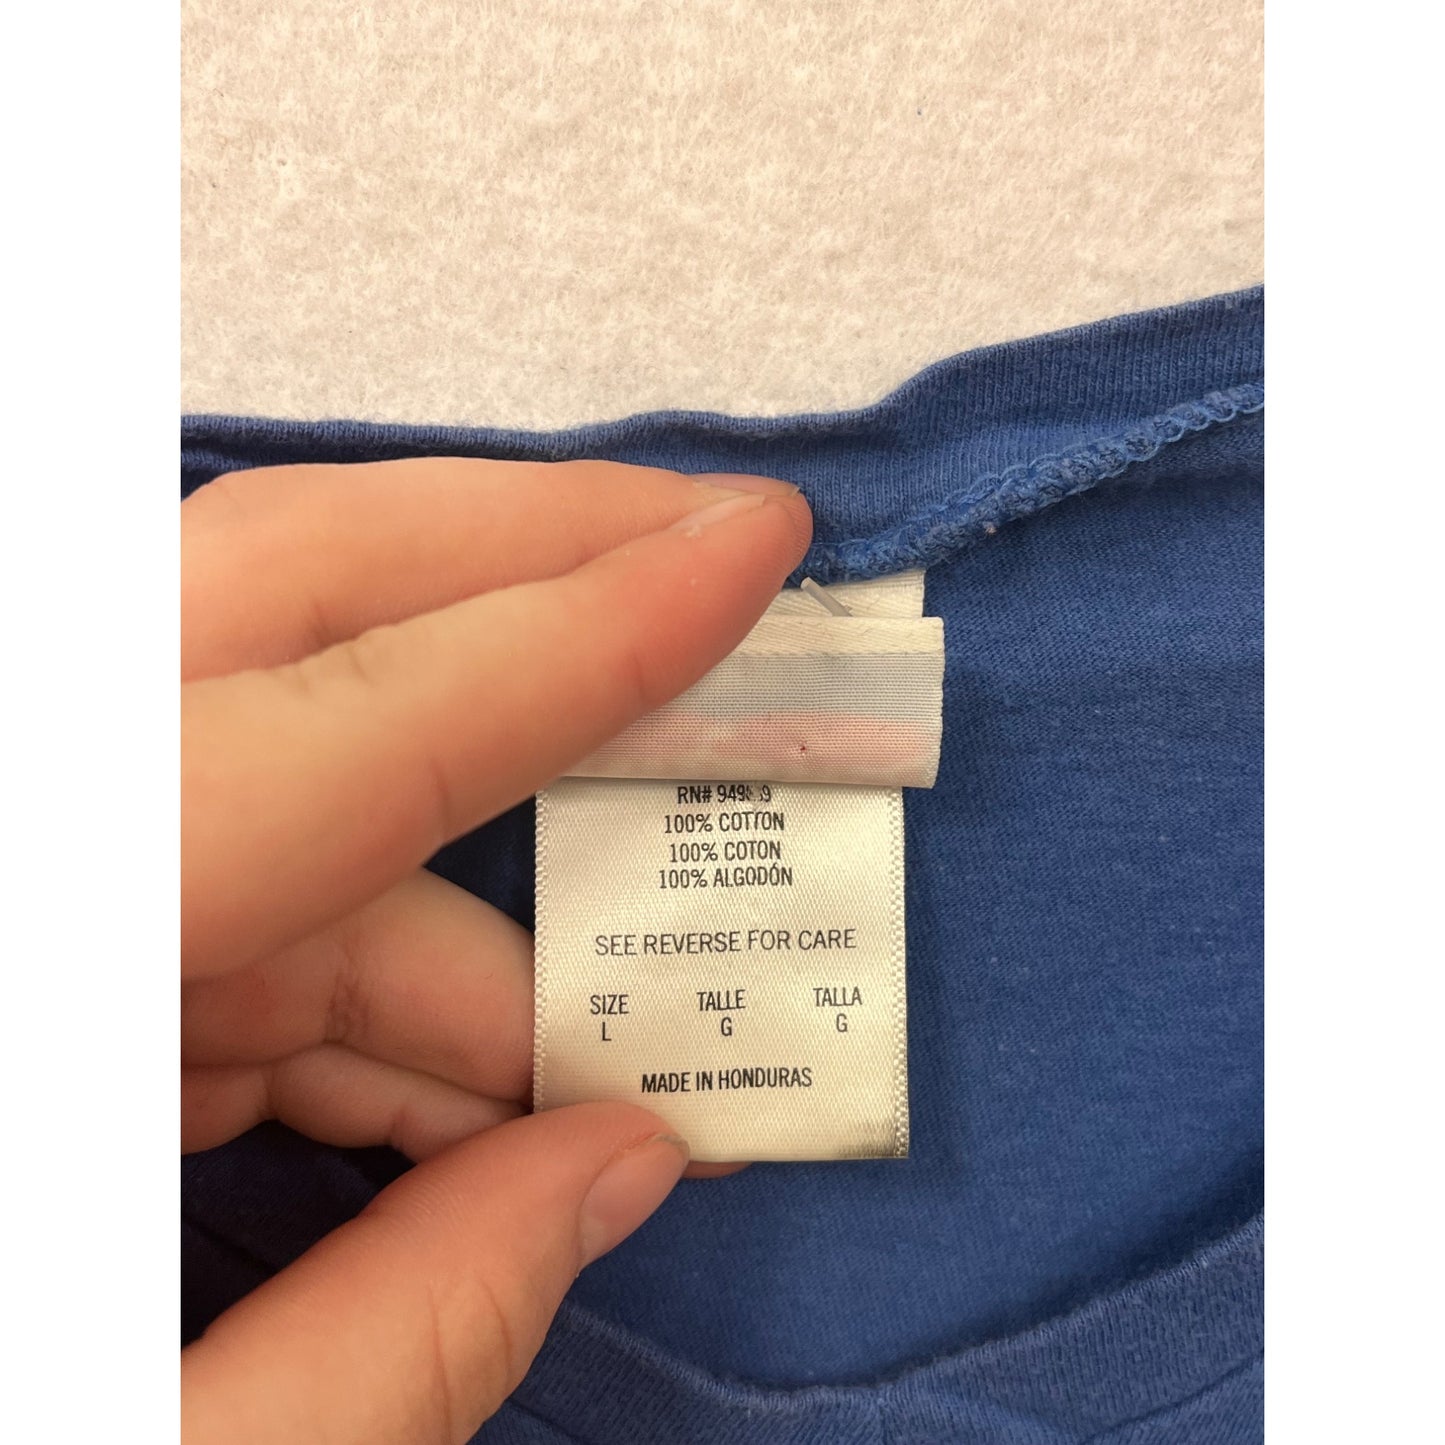 RN#
100% COTTON
100% COTON
100% ALGODÓN
SEE REVERSE FOR CARE
SIZE TALLE TALLA
L G G
MADE IN HONDURAS